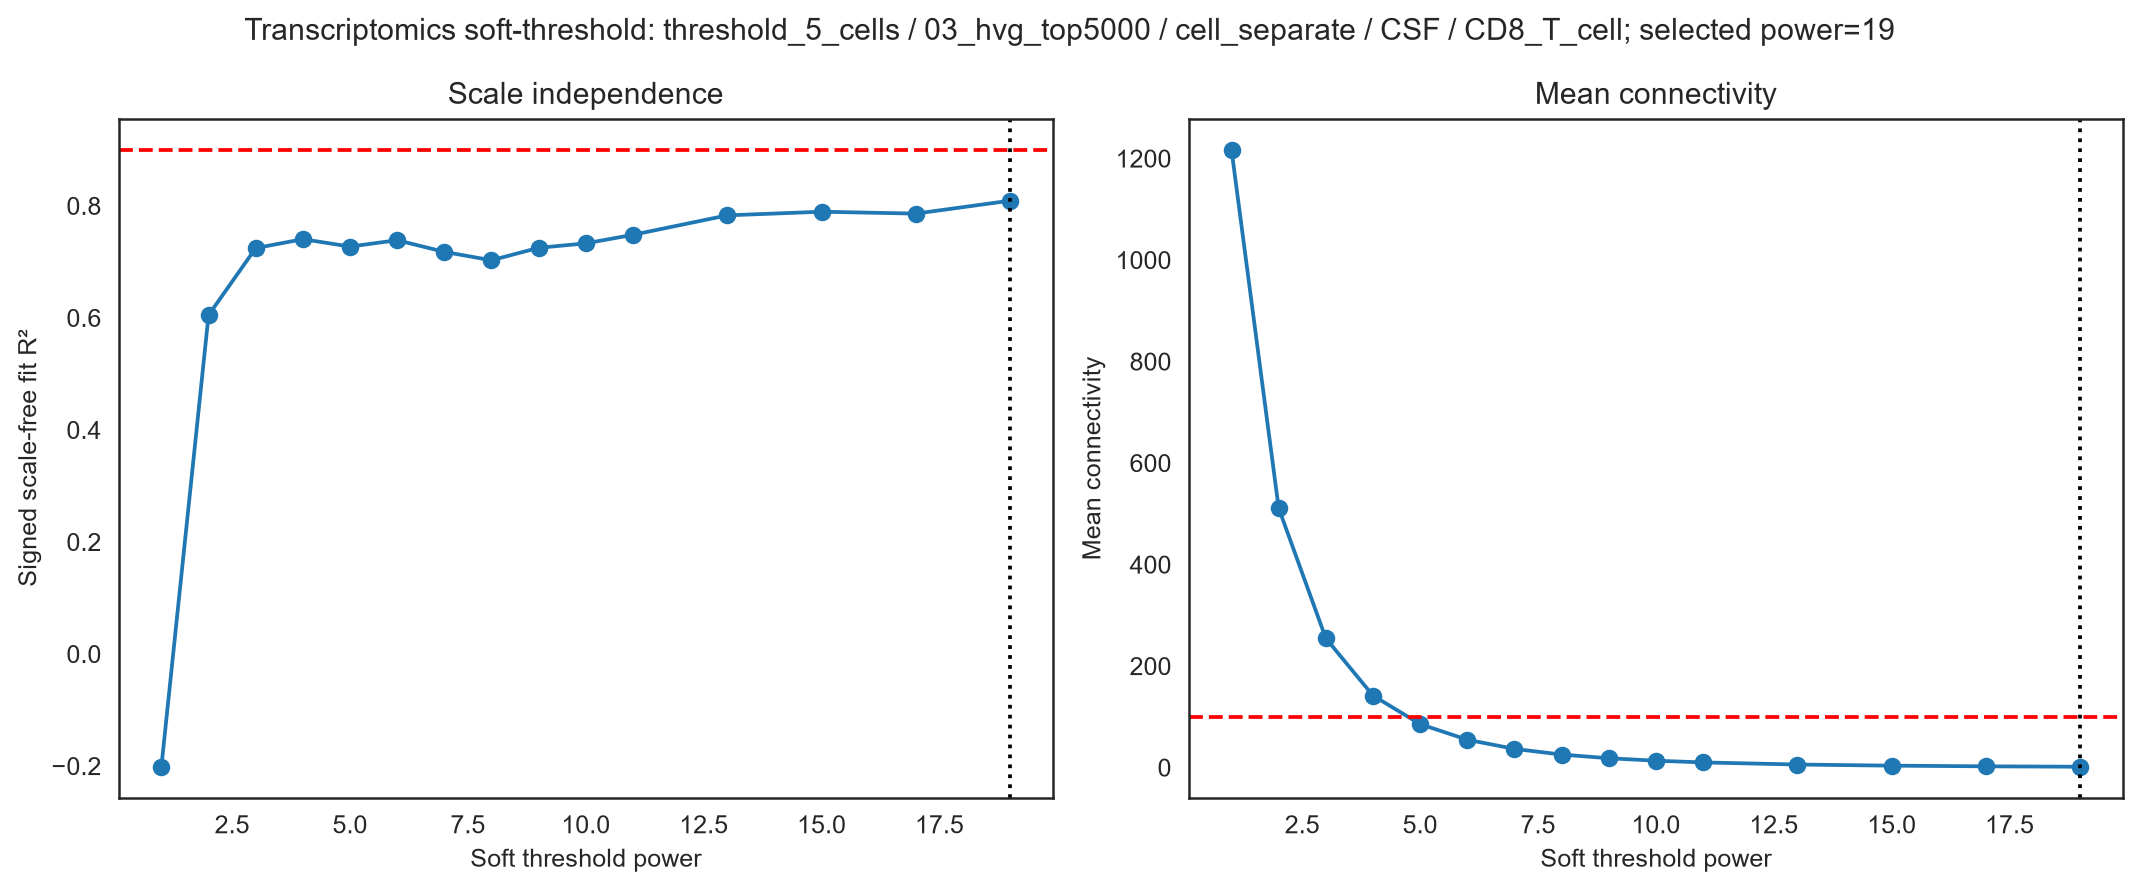 Transcriptomics soft-threshold: threshold_5_cells / 03_hvg_top5000 / cell_separate / CSF / CD8_T_cell; selected power=19
Scale independence
Signed scale-free fit R²
0.8
0.6
0.4
0.2
0.0
−0.2
2.5 5.0 7.5 10.0 12.5 15.0 17.5
Soft threshold power
Mean connectivity
Mean connectivity
1200
1000
800
600
400
200
0
2.5 5.0 7.5 10.0 12.5 15.0 17.5
Soft threshold power